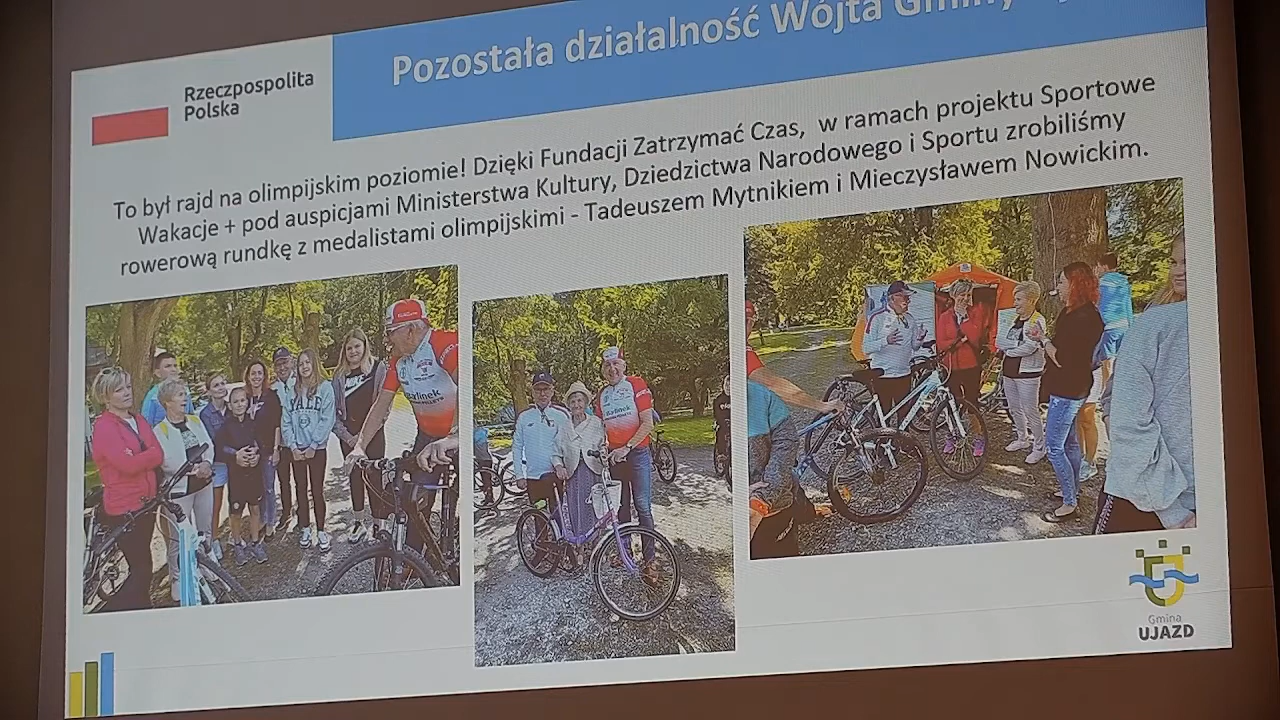 Rzeczpospolita
Polska
Pozostała działalność Wójta Gminy
To był rajd na olimpijskim poziomie! Dzięki Fundacji Zatrzymać Czas, w ramach projektu Sportowe
Wakacje + pod auspicjami Ministerstwa Kultury, Dziedzictwa Narodowego i Sportu zrobiliśmy
rowerową rundkę z medalistami olimpijskimi - Tadeuszem Mytnikiem i Mieczysławem Nowickim.
YALE
Barlinek
Gmina
UJAZD